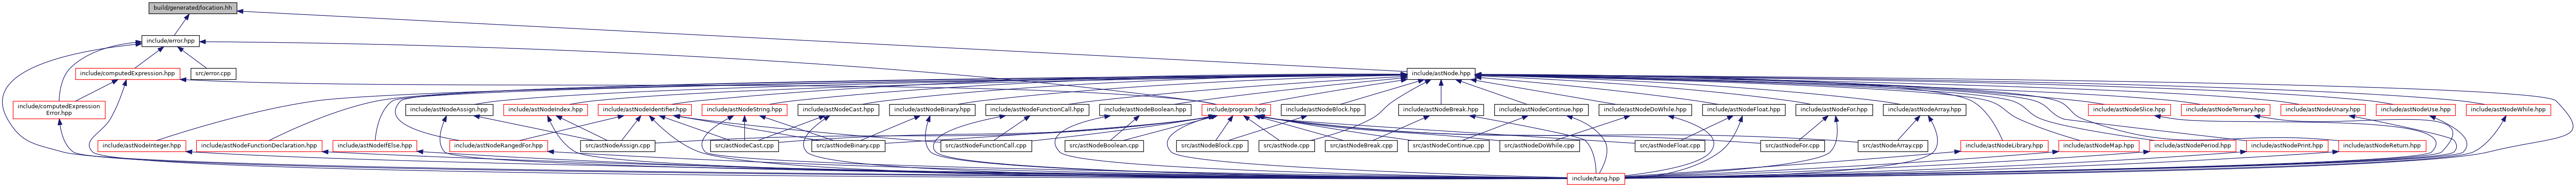 build/generated/location.hh
include/error.hpp
include/computedExpression.hpp
src/error.cpp
include/astNode.hpp
include/computedExpression
Error.hpp
include/astNodeAssign.hpp
include/astNodeIndex.hpp
include/astNodeIdentifier.hpp
include/astNodeString.hpp
include/astNodeCast.hpp
include/astNodeBinary.hpp
include/astNodeFunctionCall.hpp
include/astNodeBoolean.hpp
include/program.hpp
include/astNodeBlock.hpp
include/astNodeBreak.hpp
include/astNodeContinue.hpp
include/astNodeDoWhile.hpp
include/astNodeFloat.hpp
include/astNodeFor.hpp
include/astNodeArray.hpp
include/astNodeSlice.hpp
include/astNodeTernary.hpp
include/astNodeUnary.hpp
include/astNodeUse.hpp
include/astNodeWhile.hpp
include/astNodeInteger.hpp
include/astNodeFunctionDeclaration.hpp
include/astNodeIfElse.hpp
include/astNodeRangedFor.hpp
src/astNodeAssign.cpp
src/astNodeCast.cpp
src/astNodeBinary.cpp
src/astNodeFunctionCall.cpp
src/astNodeBoolean.cpp
src/astNodeBlock.cpp
src/astNode.cpp
src/astNodeBreak.cpp
src/astNodeContinue.cpp
src/astNodeDoWhile.cpp
src/astNodeFloat.cpp
src/astNodeFor.cpp
src/astNodeArray.cpp
include/astNodeLibrary.hpp
include/astNodeMap.hpp
include/astNodePeriod.hpp
include/astNodePrint.hpp
include/astNodeReturn.hpp
include/tang.hpp